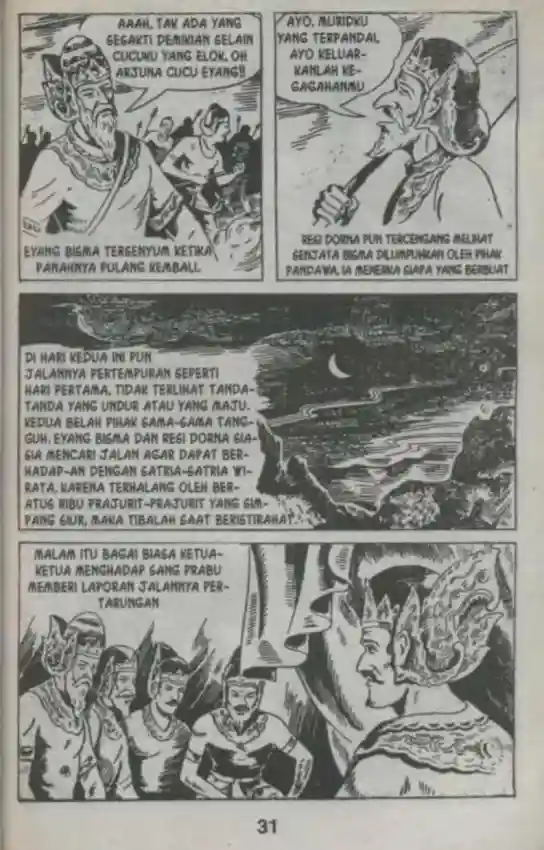 AAAH, TAK ADA YANG
SESAKTI DEMIKIAN SELAIN
CUCUKU YANG ELOK, OH
ARJUNA CUCU EYANG!!
EYANG BISMA TERSENYUM KETIKA
PANAHNYA PULANG KEMBALI.
AYO, MURIDKU
YANG TERPANDAI,
AYO KELUAR-
KANLAH KE-
GAGAHANMU
RESI DORNA PUN TERCENGANG MELIHAT
SENJATA BISMA DILUMPUHKAN OLEH PIHAK
PANDAWA. IA MENERKA SIAPA YANG BERBUAT
DI HARI KEDUA INI PUN
JALANNYA PERTEMPURAN SEPERTI
HARI PERTAMA, TIDAK TERLIHAT TANDA-
TANDA YANG UNDUR ATAU YANG MAJU.
KEDUA BELAH PIHAK SAMA-SAMA TANG-
GUH. EYANG BISMA DAN RESI DORNA SIA-
SIA MENCARI JALAN AGAR DAPAT BER-
HADAP-AN DENGAN SATRIA-SATRIA WI-
RATA. KARENA TERHALANG OLEH BER-
ATUS RIBU PRAJURIT-PRAJURIT YANG SIM-
PANG SIUR, MAKA TIBALAH SAAT BERISTIRAHAT.
MALAM ITU BAGAI BIASA KETUA-
KETUA MENGHADAP SANG PRABU
MEMBERI LAPORAN JALANNYA PER-
TARUNGAN
31